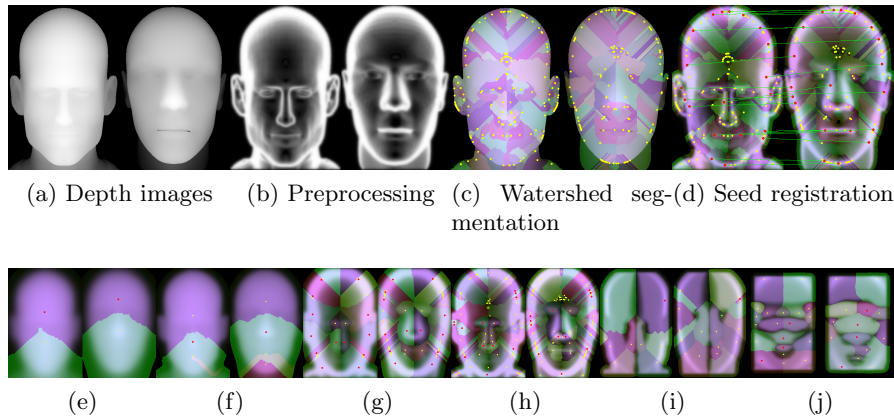 (a) Depth images (b) Preprocessing (c) Watershed seg-(d) Seed registration
mentation
(e) (f) (g) (h) (i) (j)